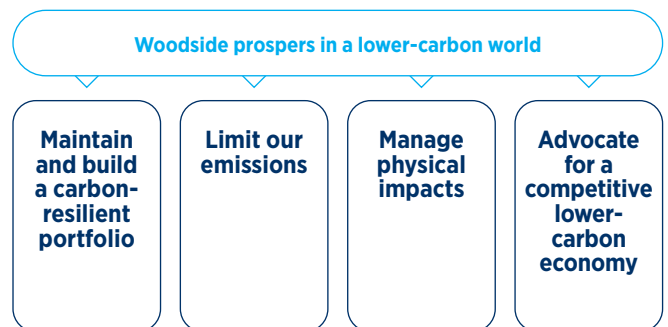 Woodside prospers in a lower-carbon world
Maintain
and build
a carbon-
resilient
portfolio
Limit our
emissions
Manage
physical
impacts
Advocate
for a
competitive
lower-
carbon
economy